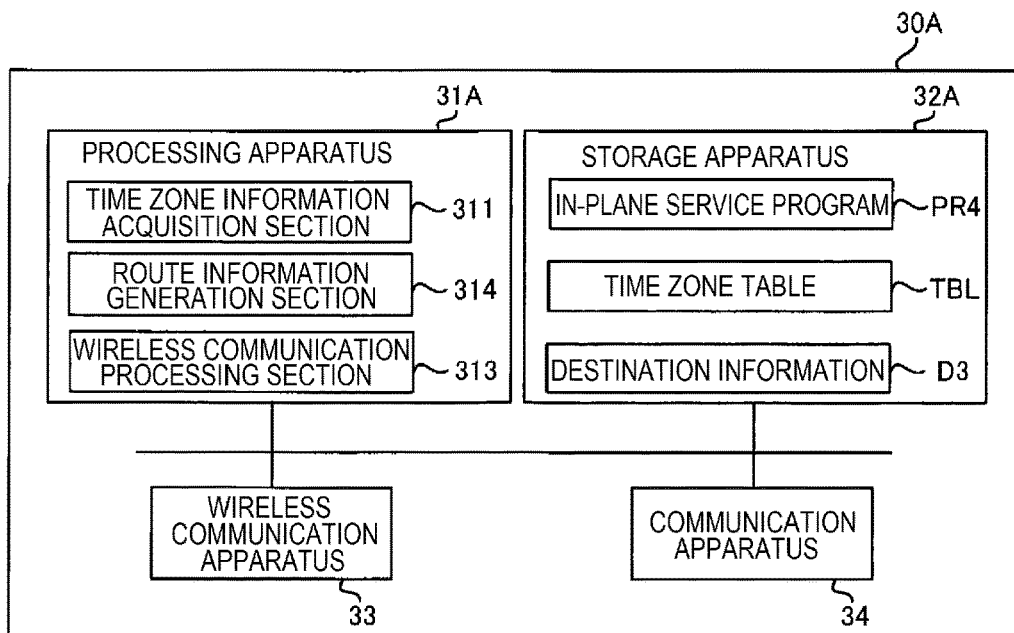 30A
31A
32A
PROCESSING APPARATUS
TIME ZONE INFORMATION
ACQUISITION SECTION
311
ROUTE INFORMATION
GENERATION SECTION
314
WIRELESS COMMUNICATION
PROCESSING SECTION
313
STORAGE APPARATUS
IN-PLANE SERVICE PROGRAM
PR4
TIME ZONE TABLE
TBL
DESTINATION INFORMATION
D3
WIRELESS
COMMUNICATION
APPARATUS
33
COMMUNICATION
APPARATUS
34